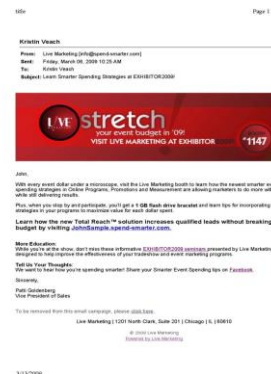 title Page 1
Kristin Veach
From: Live Marketing [info@spend-smarter.com]
Sent: Friday, March 06, 2009 10:25 AM
To: Kristin Veach
Subject: Learn Smarter Spending Strategies at EXHIBITOR2009!
LIVE stretch
your event budget in '09!
VISIT LIVE MARKETING AT EXHIBITOR
#1147
John,
With every event dollar under a microscope, visit the Live Marketing booth to learn how the newest smarter
spending strategies in Online Programs, Promotions and Measurement are allowing marketers to do more
while still delivering results.
Plus, when you stop by and participate, you'll get a 1 GB flash drive bracelet and learn tips for incorporating
strategies in your programs to maximize value for each dollar spent.
Learn how the new Total Reach™ solution increases qualified leads without breaking
budget by visiting JohnSample.spend-smarter.com.
More Education:
While you're at the show, don't miss these informative EXHIBITOR2009 seminars presented by Live Marketing
designed to help improve the effectiveness of your tradeshow and event marketing programs.
Tell Us Your Thoughts:
We want to hear how you're spending smarter! Share your Smarter Event Spending tips on Facebook.
Sincerely,
Patti Goldenberg
Vice President of Sales
To be removed from this email campaign, please click here.
Live Marketing | 1201 North Clark, Suite 201 | Chicago | IL | 60610
© 2009 Live Marketing
Powered by Live Marketing